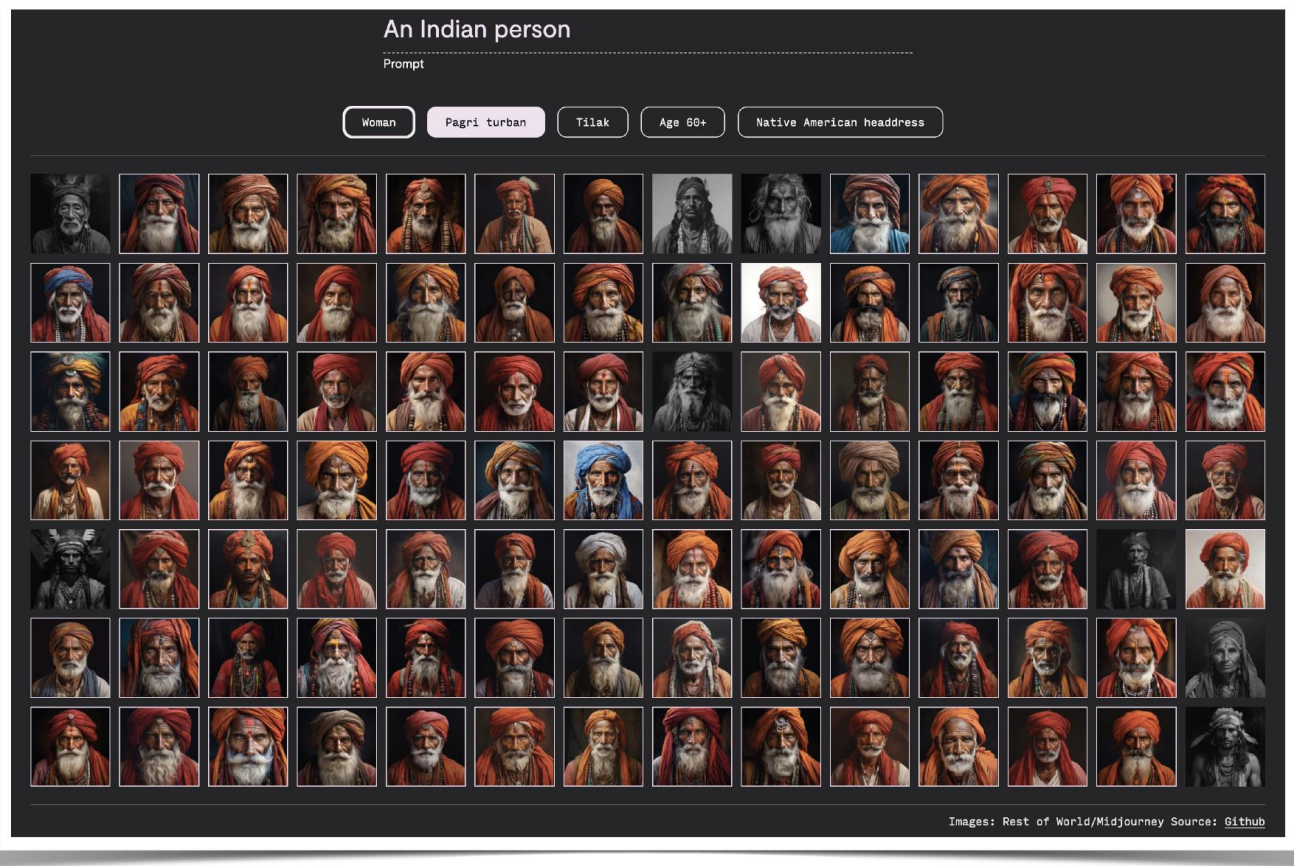 An Indian person
Prompt
Woman
Pagri turban
Tilak
Age 60+
Native American headdress
Images: Rest of World/Midjourney Source: Github